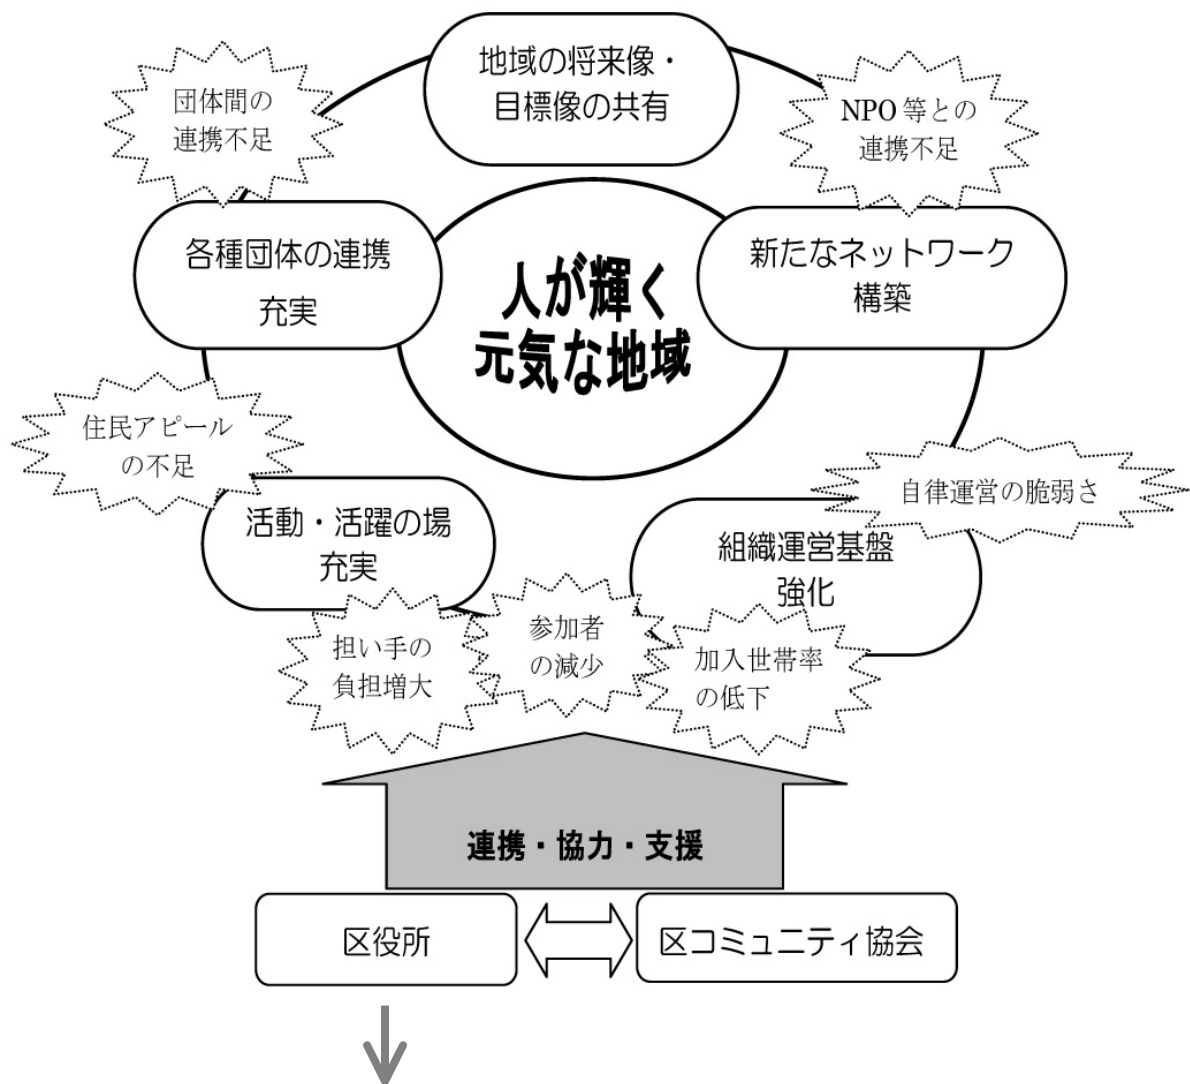 地域の将来像・
目標像の共有
団体間の
連携不足
NPO 等との
連携不足
各種団体の連携
充実
人が輝く
元気な地域
新たなネットワーク
構築
住民アピール
の不足
自律運営の脆弱さ
活動・活躍の場
充実
組織運営基盤
強化
担い手の
負担増大
参加者
の減少
加入世帯率
の低下
連携・協力・支援
区役所
区コミュニティ協会